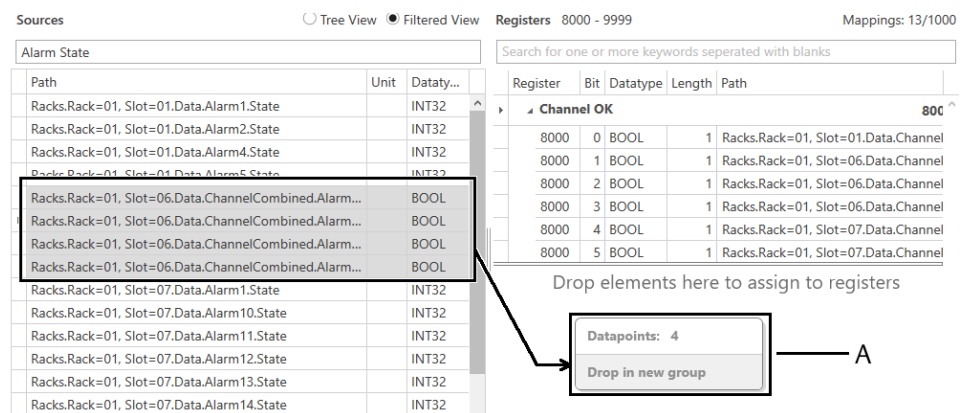 Sources Tree View Filtered View
Alarm State
Path Unit Dataty...
Racks.Rack=01, Slot=01.Data.Alarm1.State INT32
Racks.Rack=01, Slot=01.Data.Alarm2.State INT32
Racks.Rack=01, Slot=01.Data.Alarm4.State INT32
Racks.Rack=01, Slot=01.Data.Alarm5.State INT32
Racks.Rack=01, Slot=06.Data.ChannelCombined.Alarm... BOOL
Racks.Rack=01, Slot=06.Data.ChannelCombined.Alarm... BOOL
Racks.Rack=01, Slot=06.Data.ChannelCombined.Alarm... BOOL
Racks.Rack=01, Slot=06.Data.ChannelCombined.Alarm... BOOL
Racks.Rack=01, Slot=07.Data.Alarm1.State INT32
Racks.Rack=01, Slot=07.Data.Alarm10.State INT32
Racks.Rack=01, Slot=07.Data.Alarm11.State INT32
Racks.Rack=01, Slot=07.Data.Alarm12.State INT32
Racks.Rack=01, Slot=07.Data.Alarm13.State INT32
Racks.Rack=01, Slot=07.Data.Alarm14.State INT32
Registers 8000 - 9999 Mappings: 13/1000
Search for one or more keywords seperated with blanks
Register Bit Datatype Length Path
Channel OK 800
8000 0 BOOL 1 Racks.Rack=01, Slot=01.Data.Channel
8000 1 BOOL 1 Racks.Rack=01, Slot=06.Data.Channel
8000 2 BOOL 1 Racks.Rack=01, Slot=06.Data.Channel
8000 3 BOOL 1 Racks.Rack=01, Slot=06.Data.Channel
8000 4 BOOL 1 Racks.Rack=01, Slot=07.Data.Channel
8000 5 BOOL 1 Racks.Rack=01, Slot=07.Data.Channel
Drop elements here to assign to registers
Datapoints: 4
Drop in new group
A